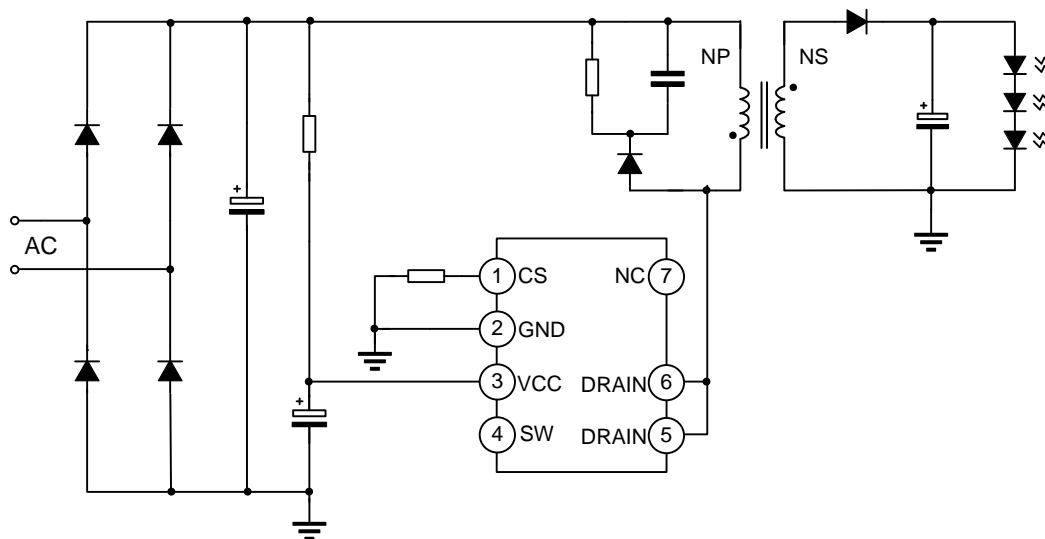 NP
NS
+
+
AC
1
CS
NC
7
2
GND
3
VCC
DRAIN
6
+
4
SW
DRAIN
5